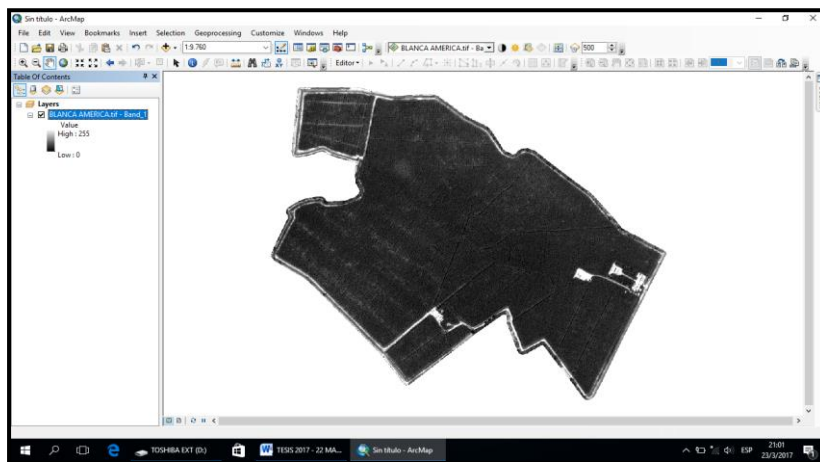 Sin título - ArcMap
File Edit View Bookmarks Insert Selection Geoprocessing Customize Windows Help
1:9.760
BLANCA AMERICA.tif - Ba
500
Editor
Table Of Contents
Layers
BLANCA AMERICA.tif - Band_1
Value
High : 255
Low : 0
TOSHIBA EXT (D:)
TESIS 2017 - 22 MA...
Sin título - ArcMap
ESP
21:01
23/3/2017